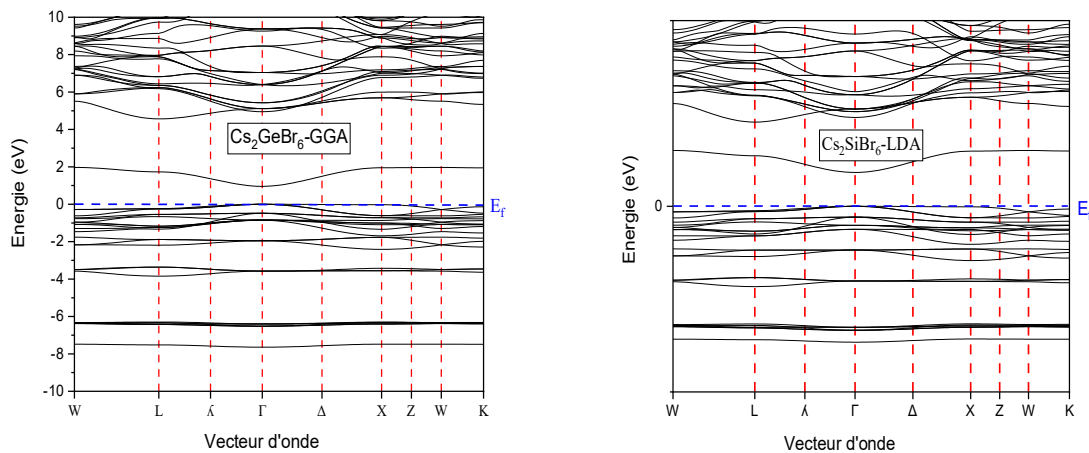 10
8
6
4
2
0
-2
-4
-6
-8
-10
Energie (eV)
Cs₂GeBr₆-GGA
E_f
W L ʎ Γ Δ X Z W K
Vecteur d'onde
0
Energie (eV)
Cs₂SiBr₆-LDA
E
W L ʎ Γ Δ X Z W K
Vecteur d'onde